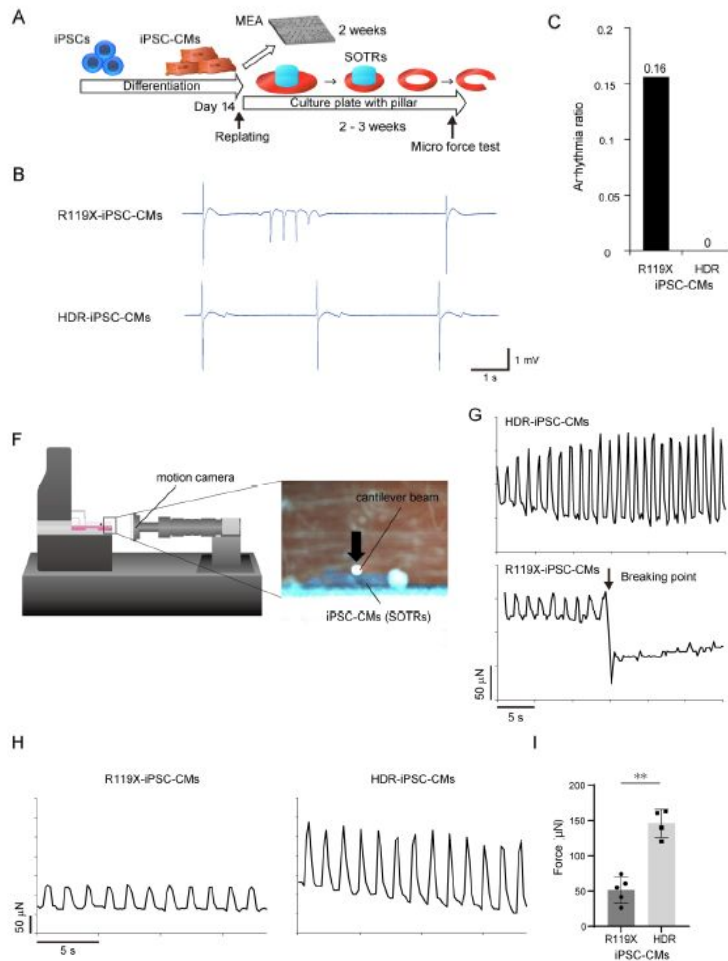 A
iPSCs
iPSC-CMs
MEA
2 weeks
SOTRs
Differentiation
Day 14
Culture plate with pillar
2 - 3 weeks
Replating
Micro force test
B
R119X-iPSC-CMs
HDR-iPSC-CMs
1 mV
1 s
C
Arrhythmia ratio
0.2
0.15
0.1
0.05
0
0.16
0
R119X HDR
iPSC-CMs
F
motion camera
cantilever beam
iPSC-CMs (SOTRs)
G
HDR-iPSC-CMs
R119X-iPSC-CMs
Breaking point
50 μN
5 s
H
R119X-iPSC-CMs
HDR-iPSC-CMs
50 μN
5 s
I
**
Force (μN)
200
150
100
50
0
R119X HDR
iPSC-CMs